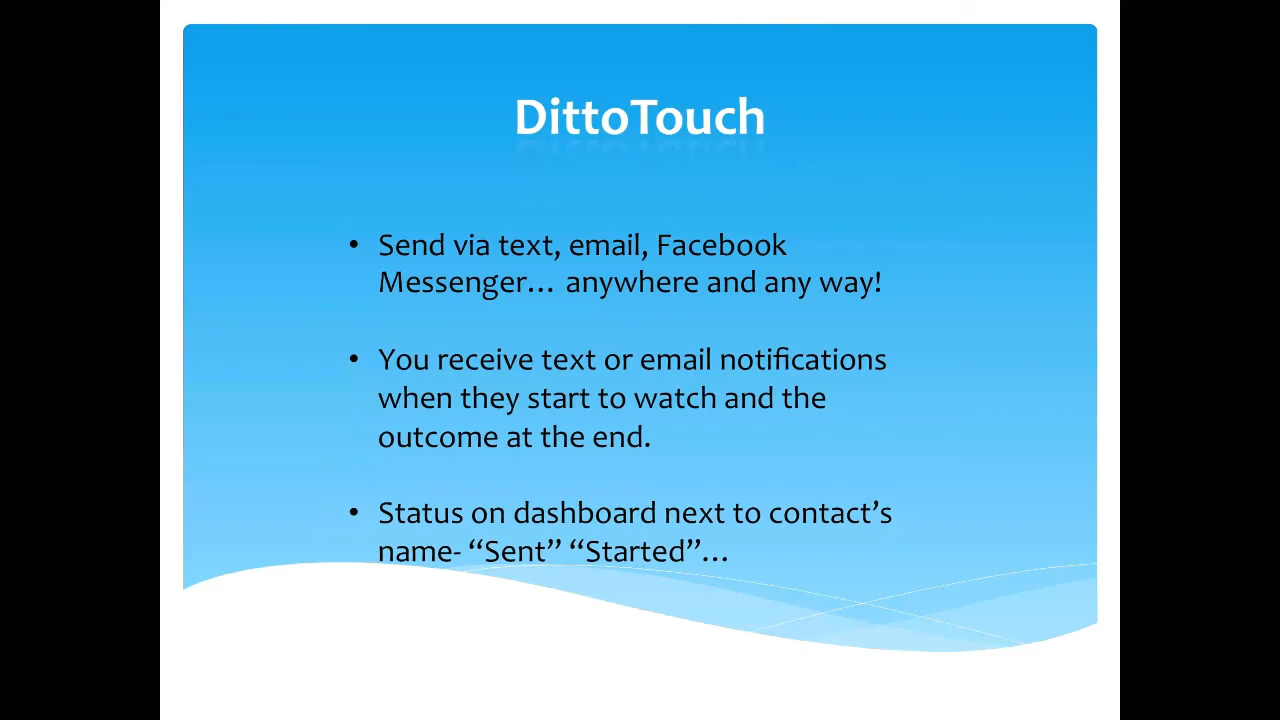 DittoTouch
• Send via text, email, Facebook
Messenger… anywhere and any way!
• You receive text or email notifications
when they start to watch and the
outcome at the end.
• Status on dashboard next to contact’s
name- “Sent” “Started”…